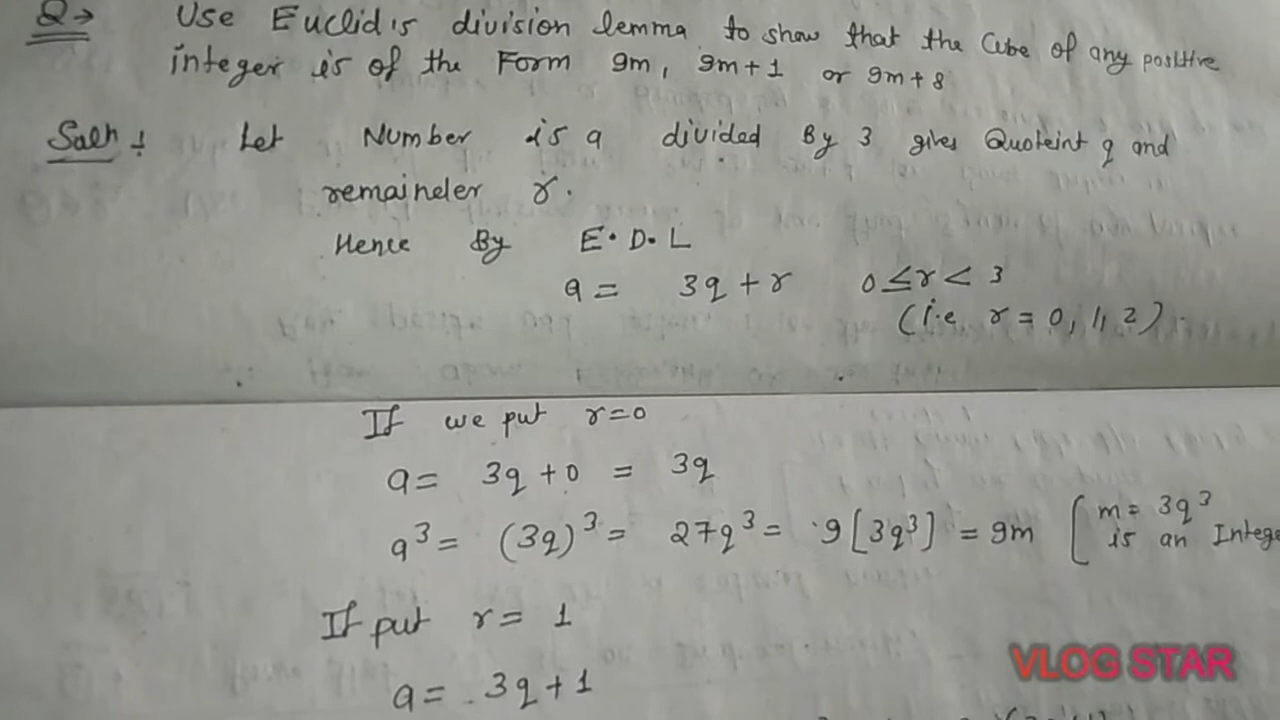 Q→ Use Euclid's division lemma to show that the Cube of any positive
integer is of the Form 9m, 9m+1 or 9m+8
Soln: Let Number is a divided By 3 gives Quoteint q and
remainder r.
Hence By E.D.L
a = 3q + r 0 ≤ r < 3
(i.e r = 0, 1, 2).
If we put r=0
a = 3q + 0 = 3q
a³ = (3q)³ = 27q³ = 9[3q³] = 9m [m = 3q³
is an Intege
If put r = 1
a = 3q + 1
VLOG STAR